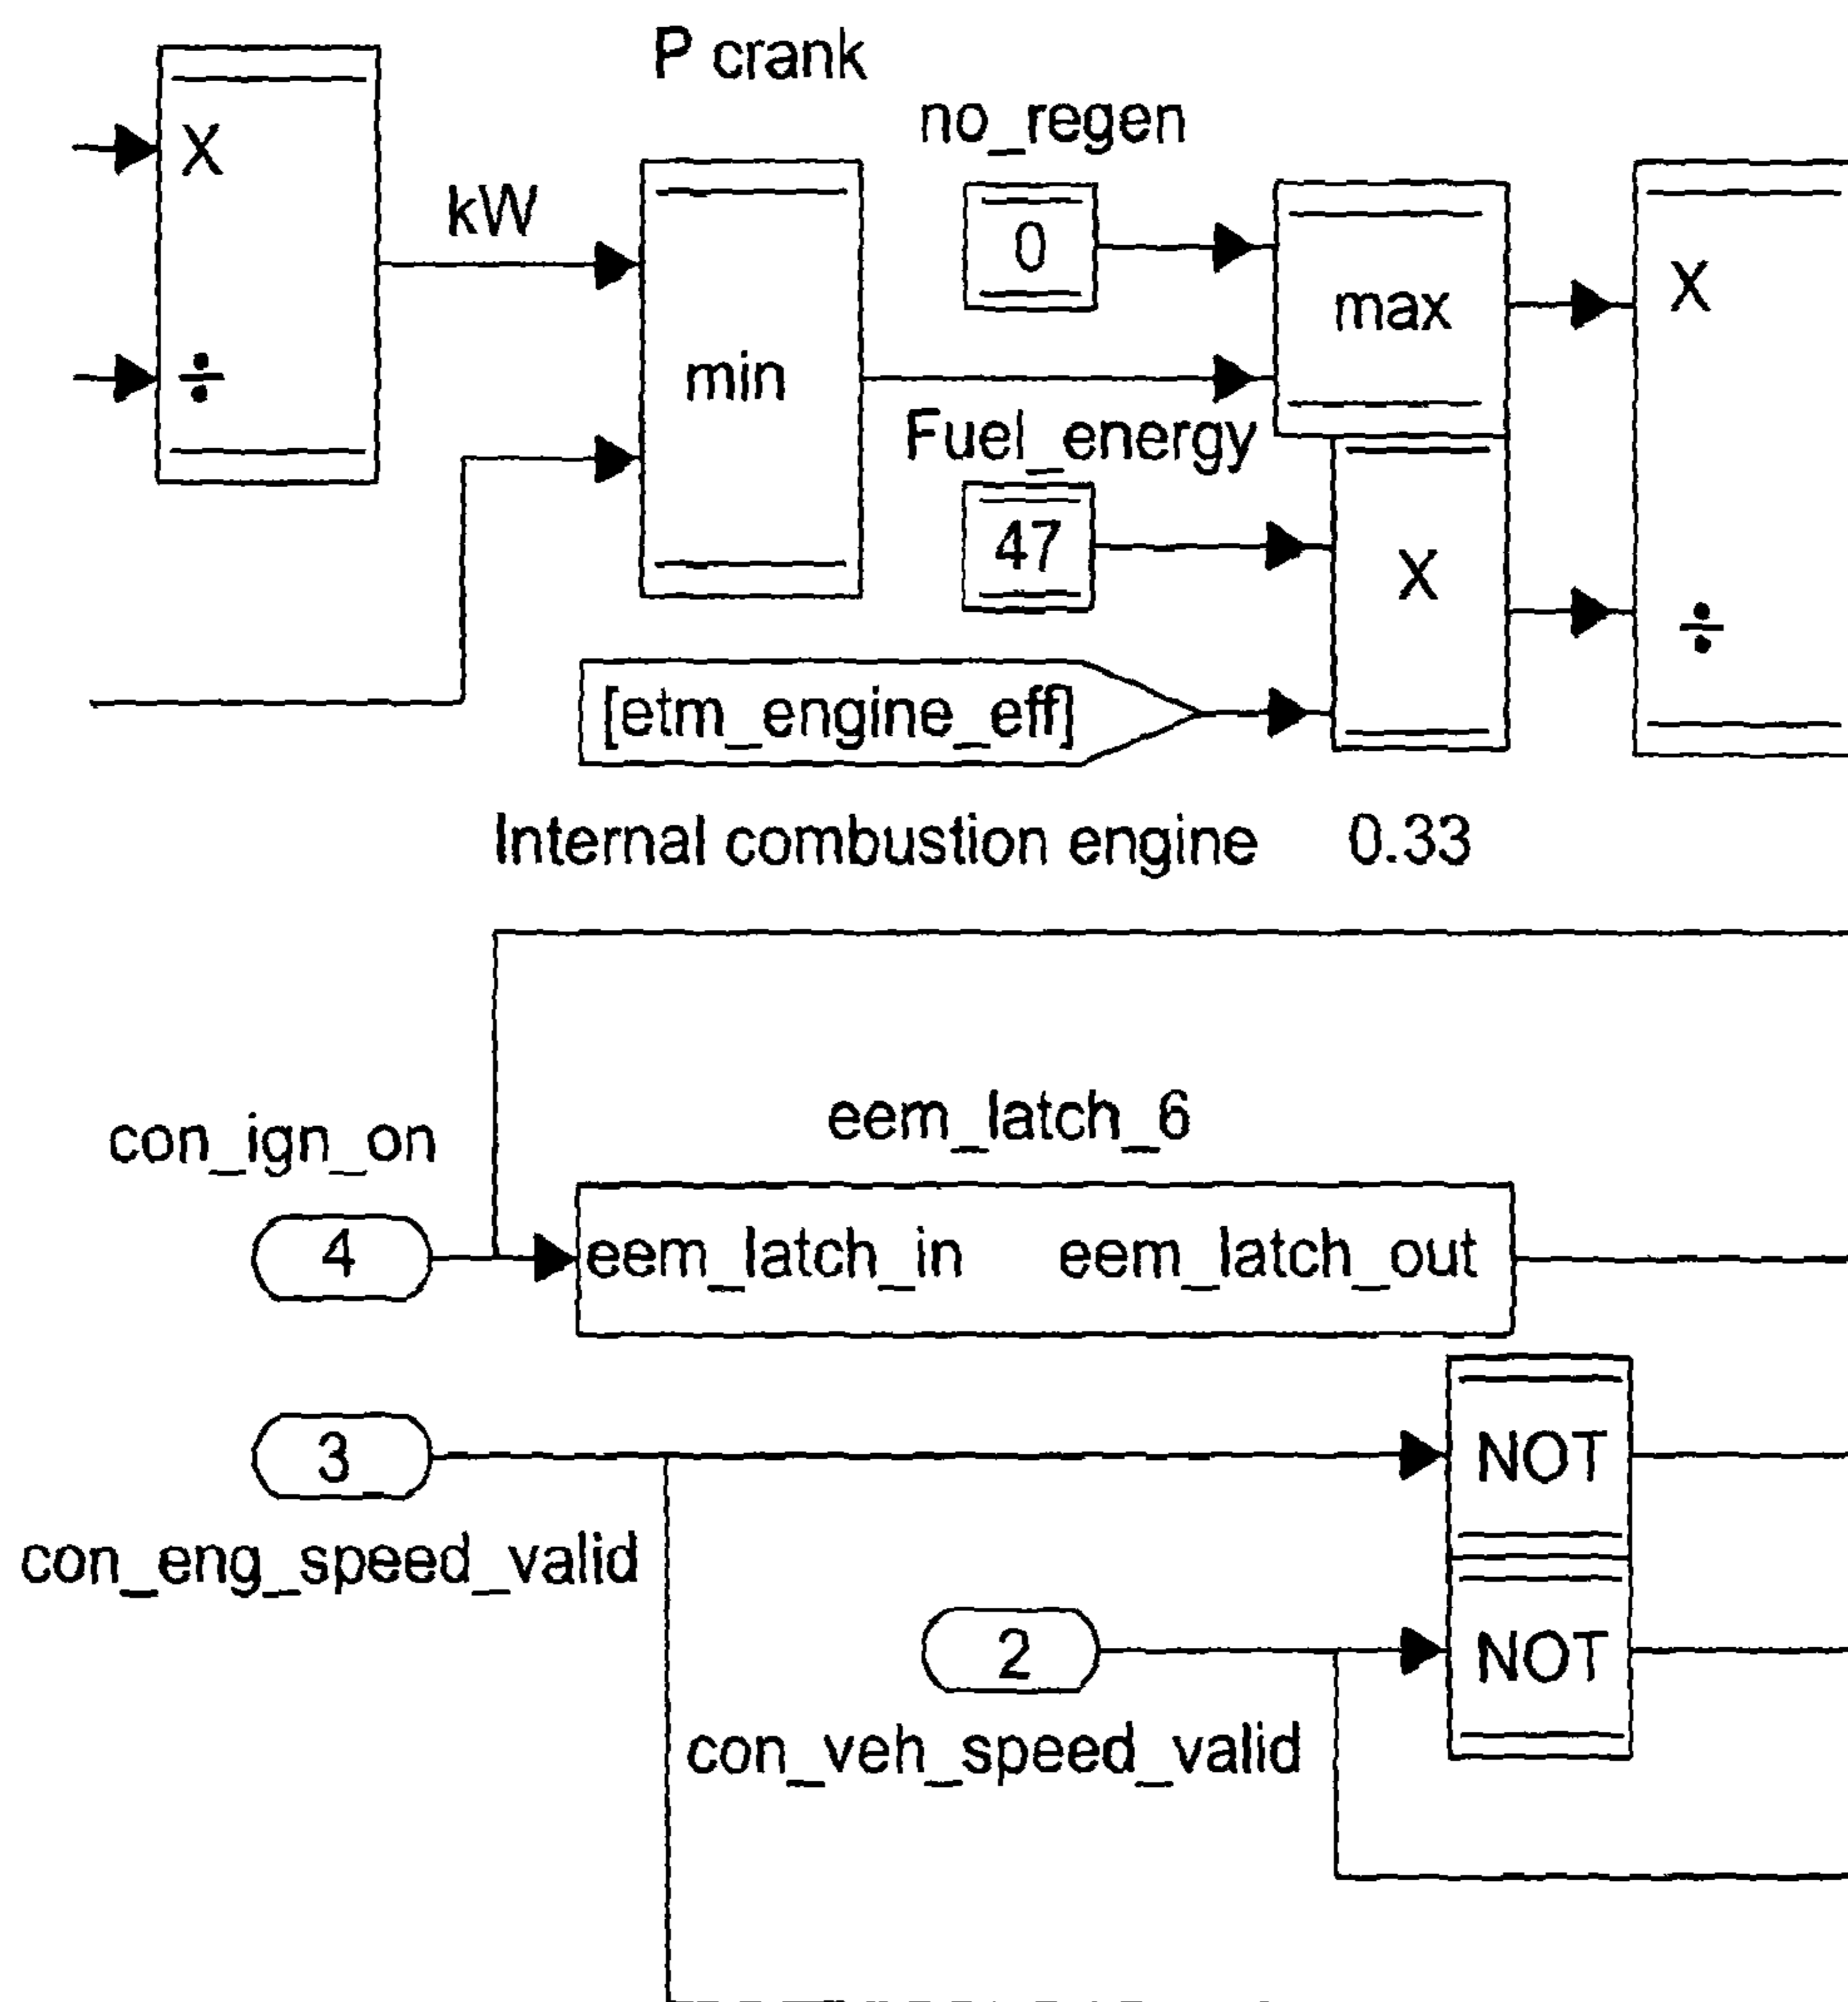 P crank
no_regen
X
kW
0
max
X
÷
min
Fuel_energy
47
X
÷
[etm_engine_eff]
Internal combustion engine 0.33
eem_latch_6
con_ign_on
4
eem_latch_in eem_latch_out
3
NOT
con_eng_speed_valid
2
NOT
con_veh_speed_valid